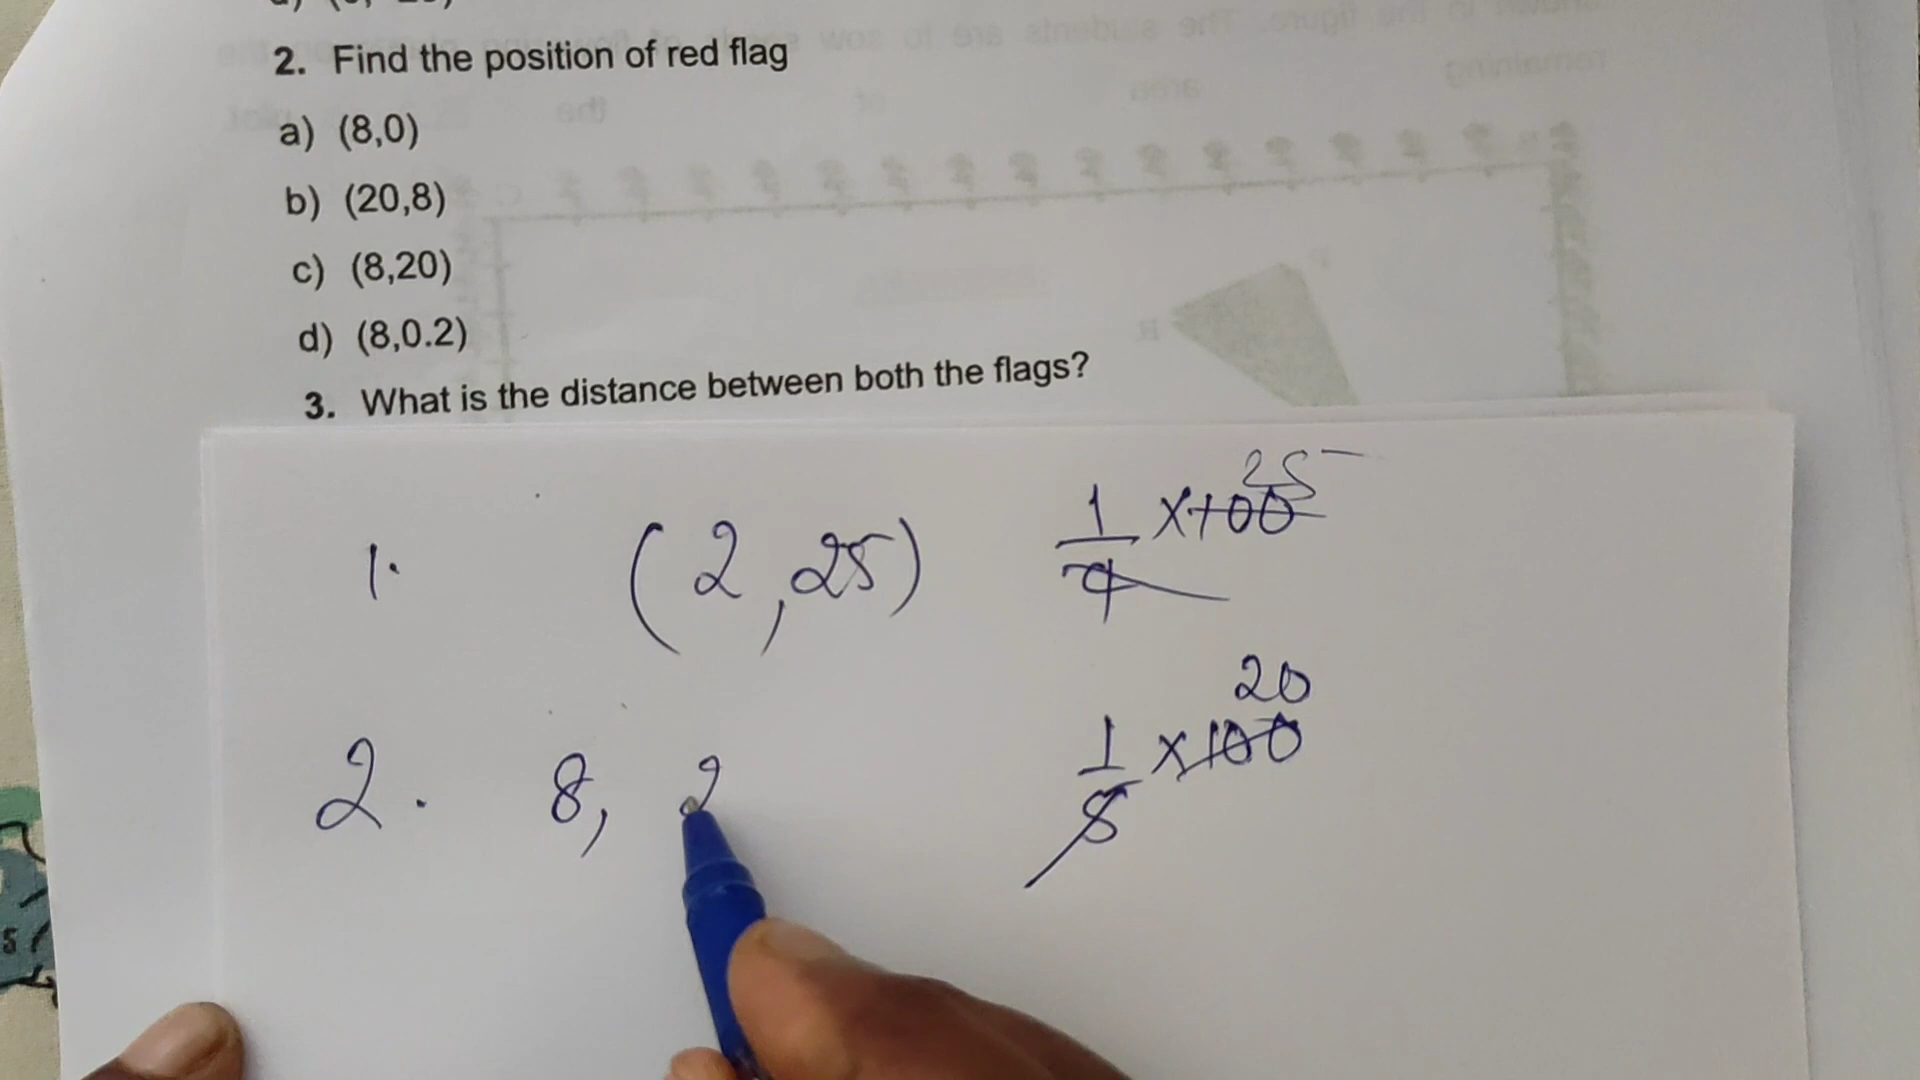 2. Find the position of red flag
a) (8,0)
b) (20,8)
c) (8,20)
d) (8,0.2)
3. What is the distance between both the flags?
1. (2,25) 1/4 x 100 25
2. 8, 2 1/5 x 100 20